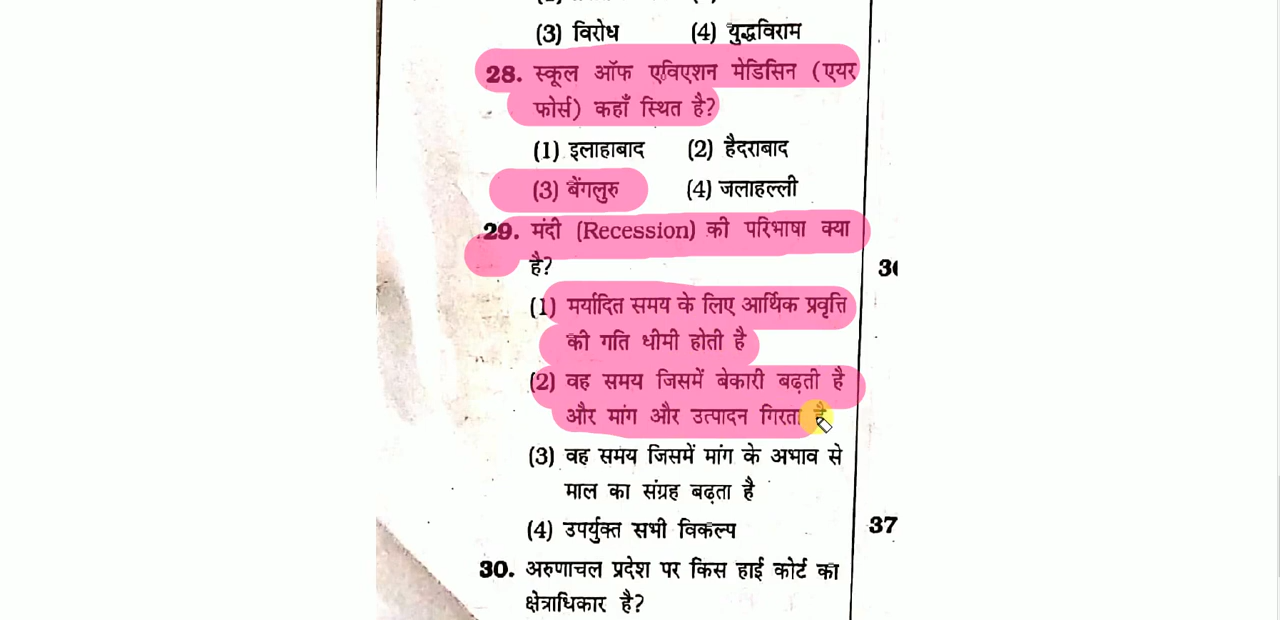 (3) विरोध (4) युद्धविराम
28. स्कूल ऑफ एविएशन मेडिसिन (एयर
फोर्स) कहाँ स्थित है?
(1) इलाहाबाद (2) हैदराबाद
(3) बेंगलुरु (4) जलाहल्ली
29. मंदी (Recession) की परिभाषा क्या
है?
(1) मर्यादित समय के लिए आर्थिक प्रवृत्ति
की गति धीमी होती है
(2) वह समय जिसमें बेकारी बढ़ती है
और मांग और उत्पादन गिरता है
(3) वह समय जिसमें मांग के अभाव से
माल का संग्रह बढ़ता है
(4) उपर्युक्त सभी विकल्प
30. अरुणाचल प्रदेश पर किस हाई कोर्ट का
क्षेत्राधिकार है?
37